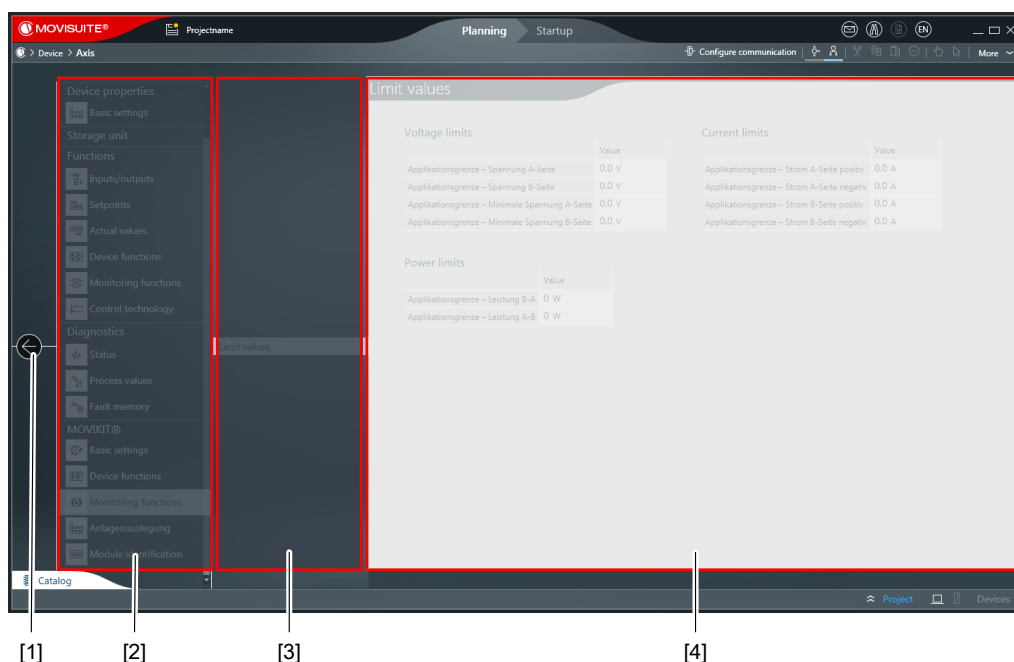 MOVISUITE®
Projectname
Planning
Startup
EN
> Device > Axis
Configure communication
More
Device properties
Basic settings
Storage unit
Functions
Inputs/outputs
Setpoints
Actual values
Device functions
Monitoring functions
Control technology
Diagnostics
Status
Process values
Fault memory
MOVIKIT®
Basic settings
Device functions
Monitoring functions
Anlagenauslegung
Module identification
Catalog
Limit values
Limit values
Voltage limits
Value
Applikationsgrenze – Spannung A-Seite 0.0 V
Applikationsgrenze – Spannung B-Seite 0.0 V
Applikationsgrenze – Minimale Spannung A-Seite 0.0 V
Applikationsgrenze – Minimale Spannung B-Seite 0.0 V
Current limits
Value
Applikationsgrenze – Strom A-Seite positiv 0.0 A
Applikationsgrenze – Strom A-Seite negativ 0.0 A
Applikationsgrenze – Strom B-Seite positiv 0.0 A
Applikationsgrenze – Strom B-Seite negativ 0.0 A
Power limits
Value
Applikationsgrenze – Leistung B-A 0 W
Applikationsgrenze – Leistung A-B 0 W
Project
Devices
[1]
[2]
[3]
[4]